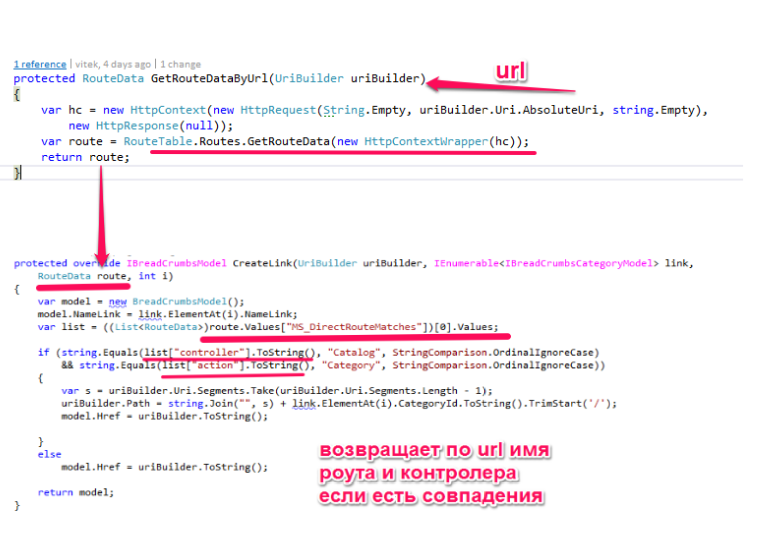 1 reference | vitek, 4 days ago | 1 change
url
protected RouteData GetRouteDataByUrl(UriBuilder uriBuilder)
{
var hc = new HttpContext(new HttpRequest(String.Empty, uriBuilder.Uri.AbsoluteUri, string.Empty),
new HttpResponse(null));
var route = RouteTable.Routes.GetRouteData(new HttpContextWrapper(hc));
return route;
}
protected override IBreadCrumbsModel CreateLink(UriBuilder uriBuilder, IEnumerable<IBreadCrumbsCategoryModel> link,
RouteData route, int i)
{
var model = new BreadCrumbsModel();
model.NameLink = link.ElementAt(i).NameLink;
var list = ((List<RouteData>)route.Values["MS_DirectRouteMatches"])[0].Values;
if (string.Equals(list["controller"].ToString(), "Catalog", StringComparison.OrdinalIgnoreCase)
&& string.Equals(list["action"].ToString(), "Category", StringComparison.OrdinalIgnoreCase))
{
var s = uriBuilder.Uri.Segments.Take(uriBuilder.Uri.Segments.Length - 1);
uriBuilder.Path = string.Join("", s) + link.ElementAt(i).CategoryId.ToString().TrimStart('/');
model.Href = uriBuilder.ToString();
}
else
model.Href = uriBuilder.ToString();
return model;
}
возвращает по url имя
роута и контролера
если есть совпадения